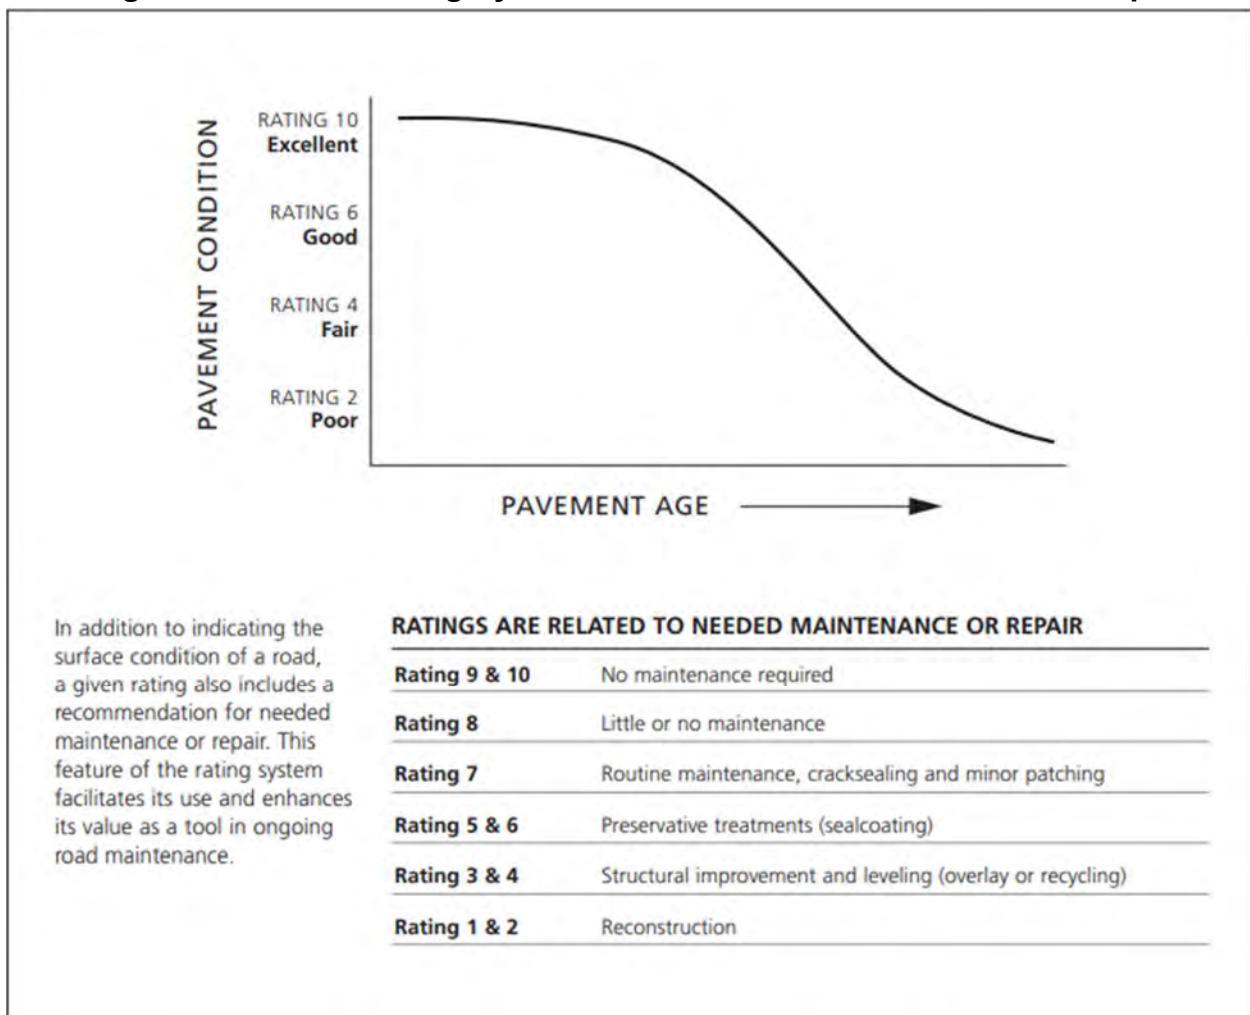 RATING 10
Excellent
RATING 6
Good
RATING 4
Fair
RATING 2
Poor
PAVEMENT CONDITION
PAVEMENT AGE
In addition to indicating the
surface condition of a road,
a given rating also includes a
recommendation for needed
maintenance or repair. This
feature of the rating system
facilitates its use and enhances
its value as a tool in ongoing
road maintenance.
RATINGS ARE RELATED TO NEEDED MAINTENANCE OR REPAIR
Rating 9 & 10 No maintenance required
Rating 8 Little or no maintenance
Rating 7 Routine maintenance, cracksealing and minor patching
Rating 5 & 6 Preservative treatments (sealcoating)
Rating 3 & 4 Structural improvement and leveling (overlay or recycling)
Rating 1 & 2 Reconstruction